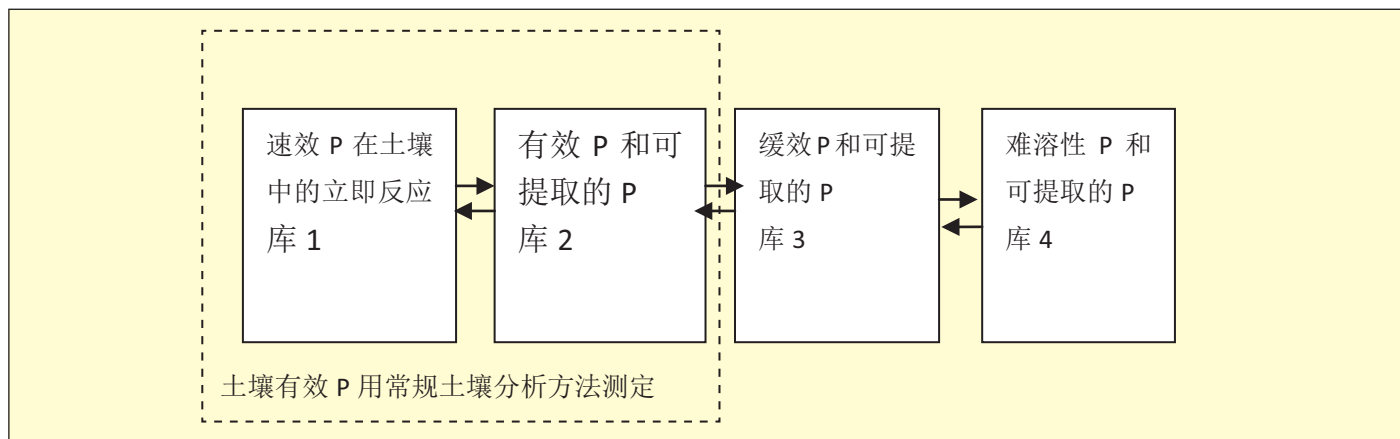 速效 P 在土壤
中的立即反应
库 1
有效 P 和可
提取的 P
库 2
缓效 P 和可提
取的 P
库 3
难溶性 P 和
可提取的 P
库 4
土壤有效 P 用常规土壤分析方法测定